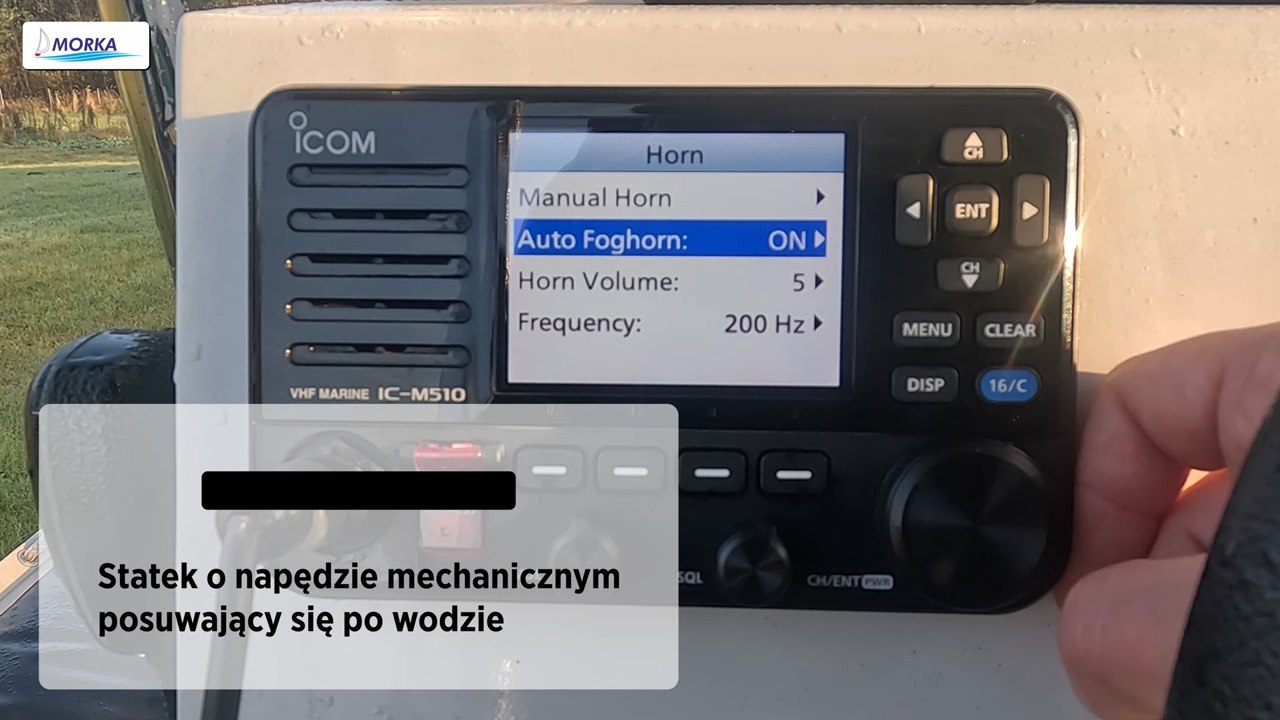 MORKA
ICOM
Horn
Manual Horn
Auto Foghorn: ON
Horn Volume: 5
Frequency: 200 Hz
VHF MARINE IC-M510
CH
ENT
CH
MENU CLEAR
DISP 16/C
SQL CH/ENT PWR
Statek o napędzie mechanicznym
posuwający się po wodzie